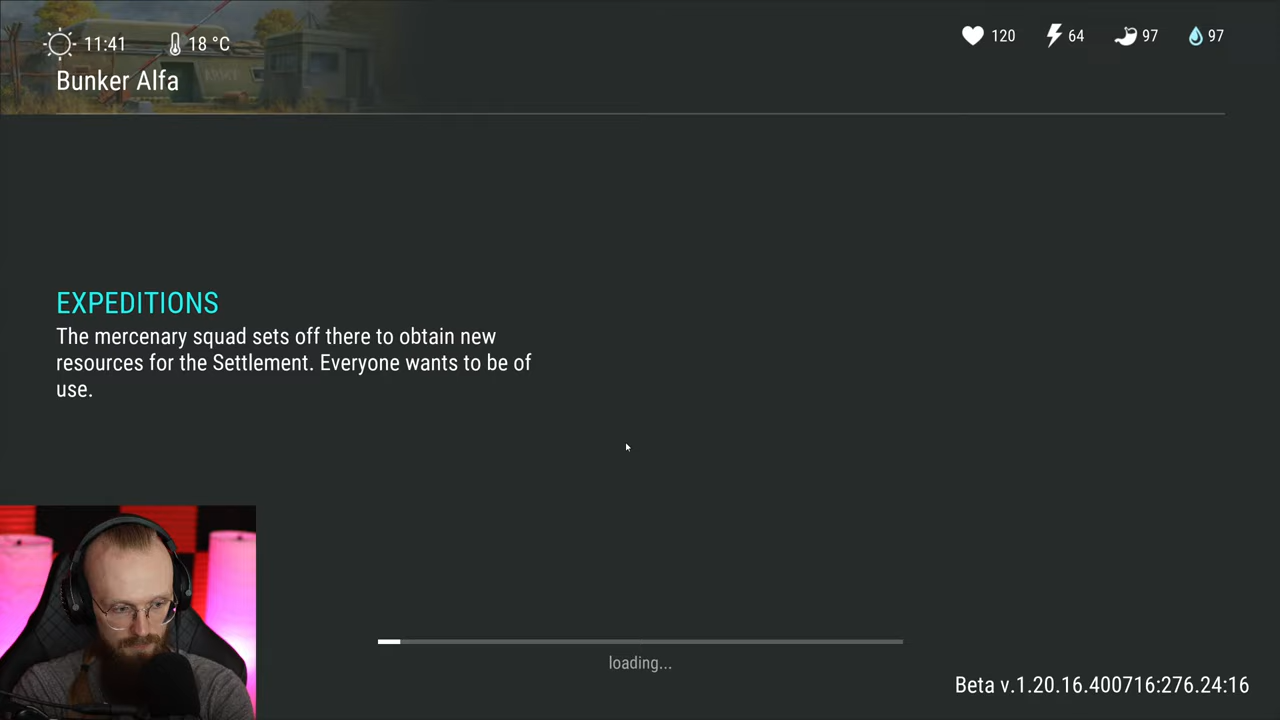 11:41 18 °C
120 64 97 97
Bunker Alfa
EXPEDITIONS
The mercenary squad sets off there to obtain new
resources for the Settlement. Everyone wants to be of
use.
loading...
Beta v.1.20.16.400716:276.24:16